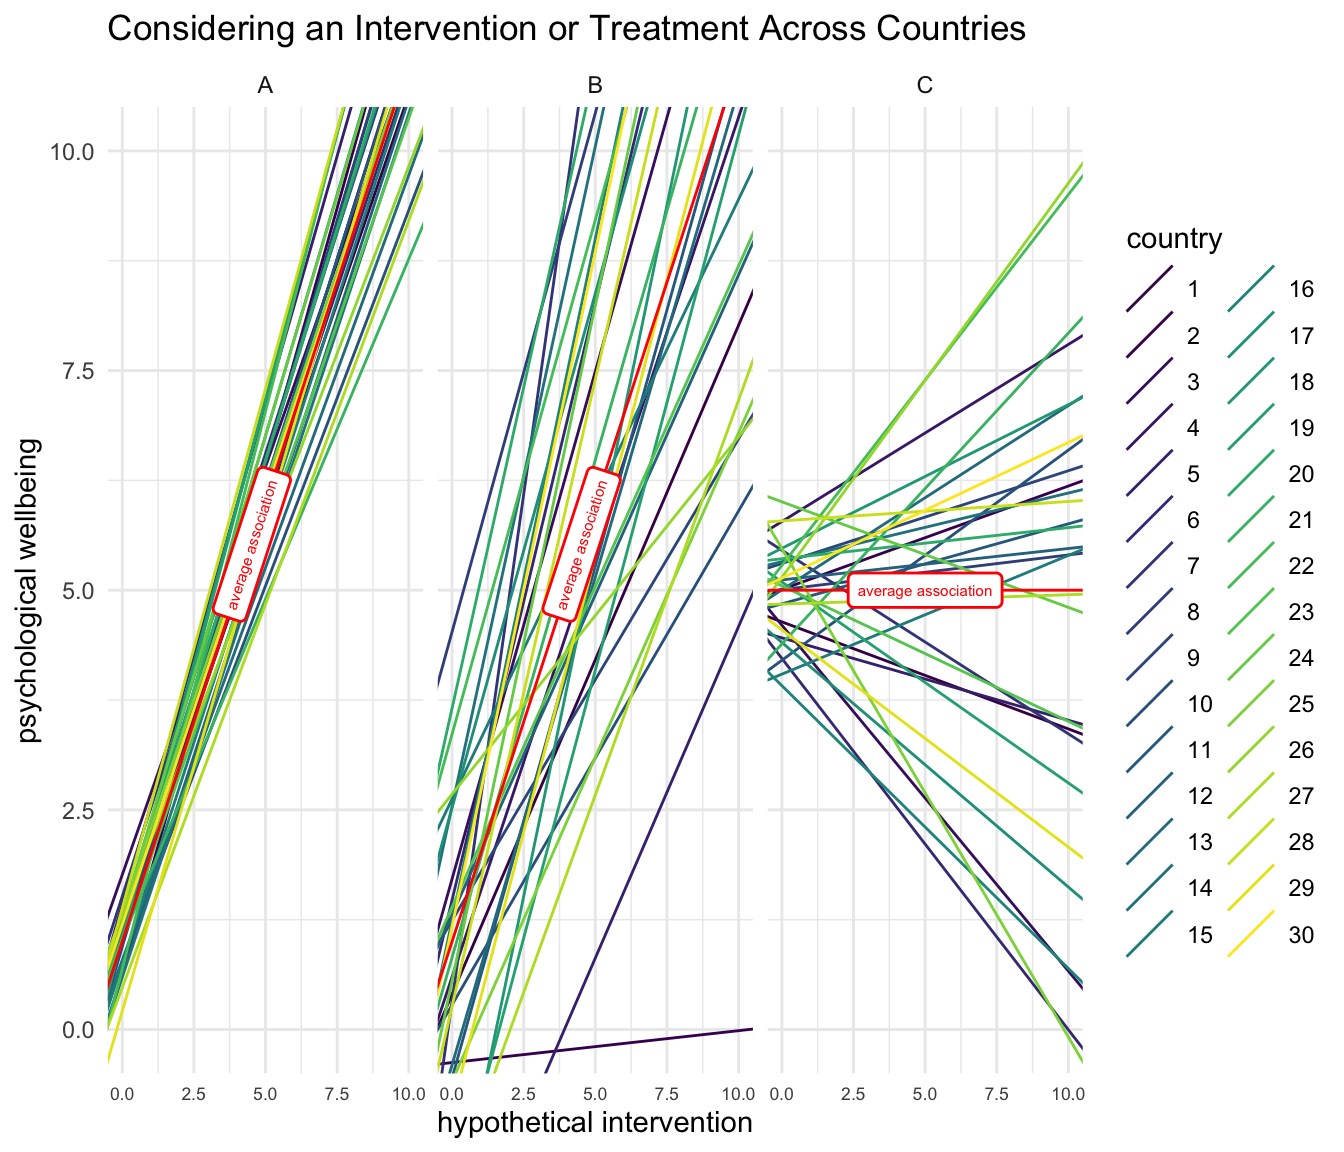 Considering an Intervention or Treatment Across Countries
A
B
C
psychological wellbeing
10.0
7.5
5.0
2.5
0.0
average association
average association
average association
0.0 2.5 5.0 7.5 10.0
0.0 2.5 5.0 7.5 10.0
0.0 2.5 5.0 7.5 10.0
hypothetical intervention
country
1
2
3
4
5
6
7
8
9
10
11
12
13
14
15
16
17
18
19
20
21
22
23
24
25
26
27
28
29
30